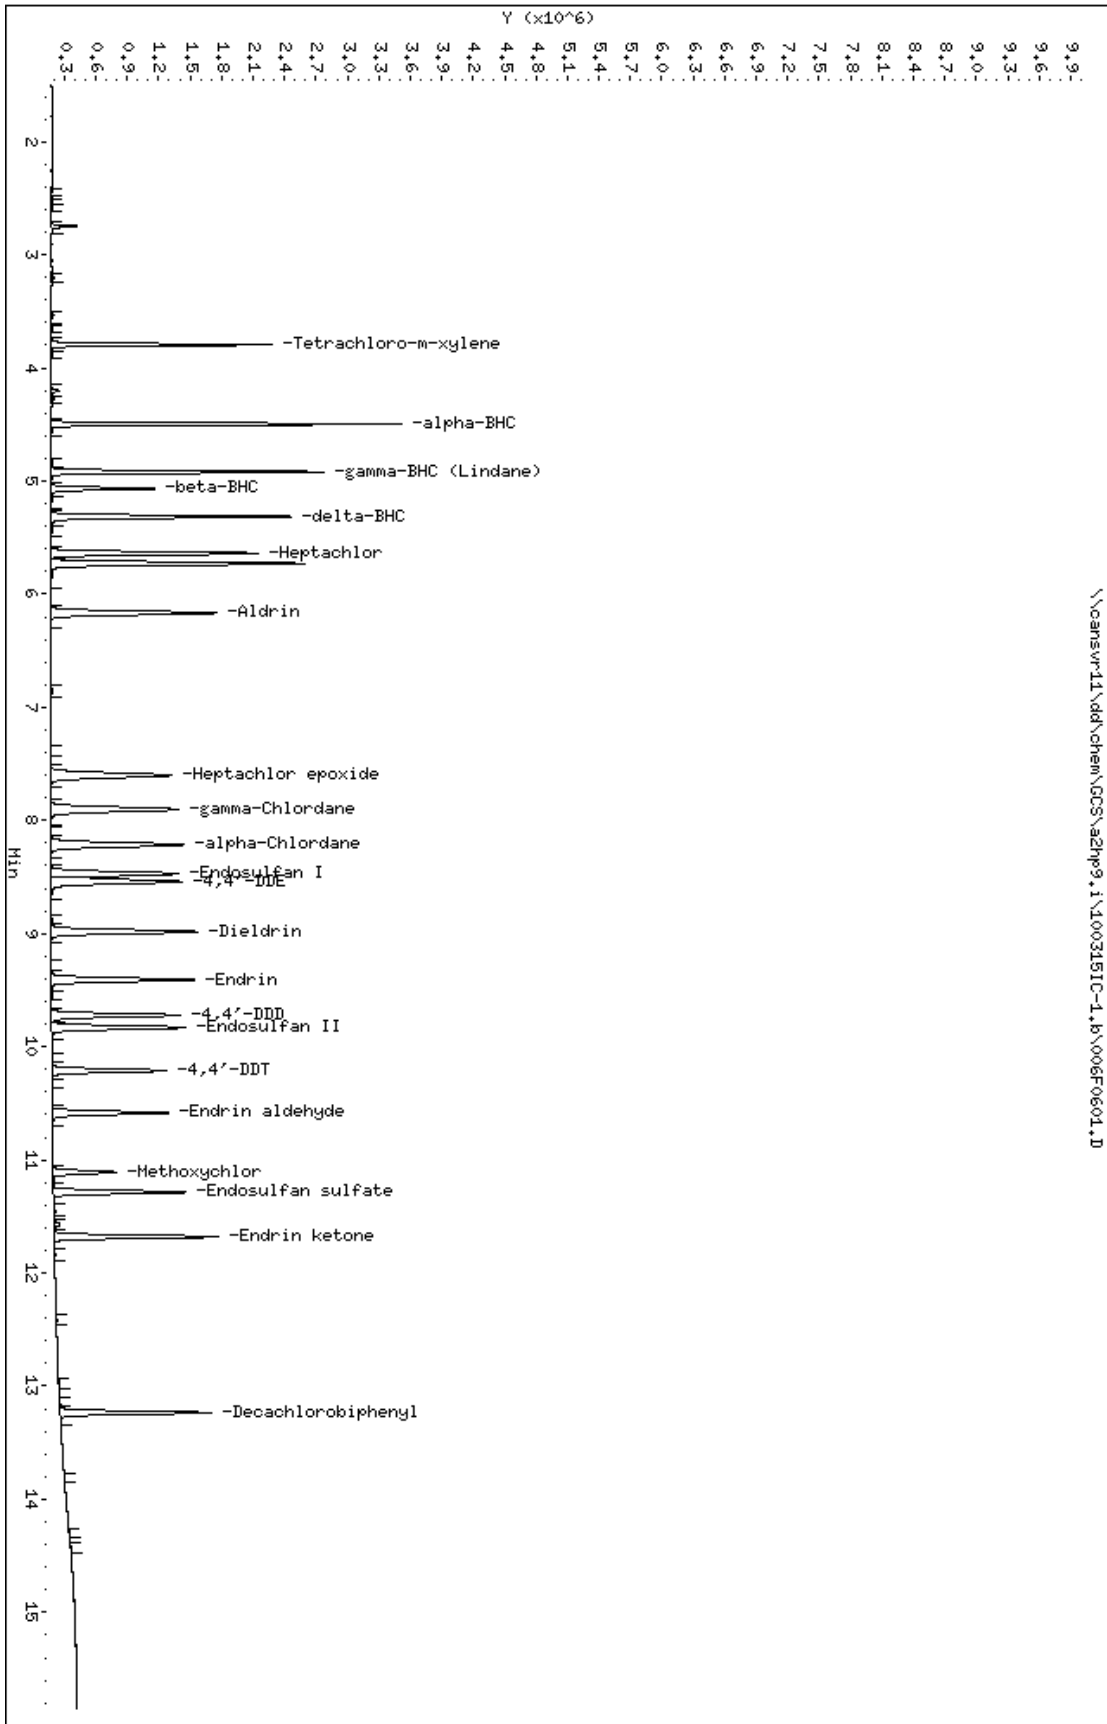 Y (x10^6)
0.3
0.6
0.9
1.2
1.5
1.8
2.1
2.4
2.7
3.0
3.3
3.6
3.9
4.2
4.5
4.8
5.1
5.4
5.7
6.0
6.3
6.6
6.9
7.2
7.5
7.8
8.1
8.4
8.7
9.0
9.3
9.6
9.9
\\cansvr11\dd\chem\GCS\a2hp9.i\100315IC-1.b\006F0601.D
-Tetrachloro-m-xylene
-alpha-BHC
-gamma-BHC (Lindane)
-beta-BHC
-delta-BHC
-Heptachlor
-Aldrin
-Heptachlor epoxide
-gamma-Chlordane
-alpha-Chlordane
-Endosulfan I
-4,4'-DDE
-Dieldrin
-Endrin
-4,4'-DDD
-Endosulfan II
-4,4'-DDT
-Endrin aldehyde
-Methoxychlor
-Endosulfan sulfate
-Endrin ketone
-Decachlorobiphenyl
2
3
4
5
6
7
8
9
10
11
12
13
14
15
Min